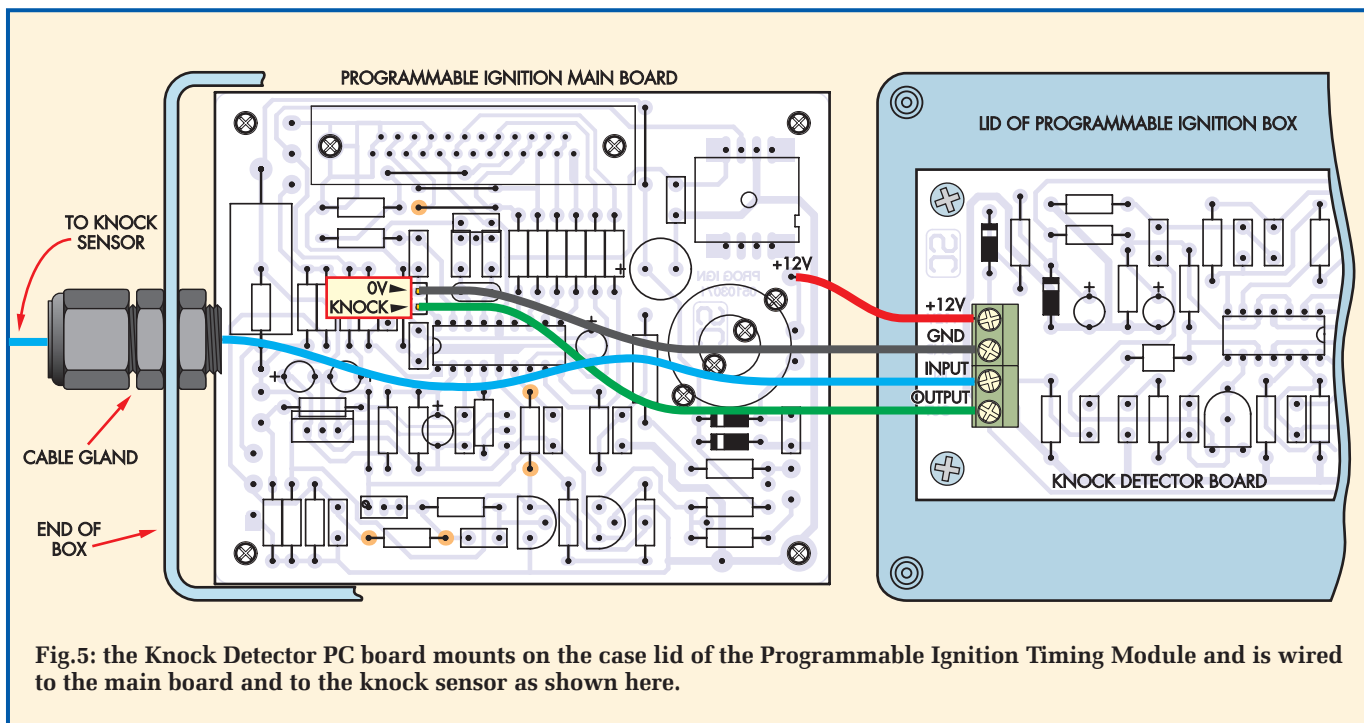 PROGRAMMABLE IGNITION MAIN BOARD
LID OF PROGRAMMABLE IGNITION BOX
TO KNOCK
SENSOR
+12V
0V
KNOCK
+12V
GND
INPUT
OUTPUT
CABLE GLAND
END OF
BOX
KNOCK DETECTOR BOARD
Fig.5: the Knock Detector PC board mounts on the case lid of the Programmable Ignition Timing Module and is wired
to the main board and to the knock sensor as shown here.